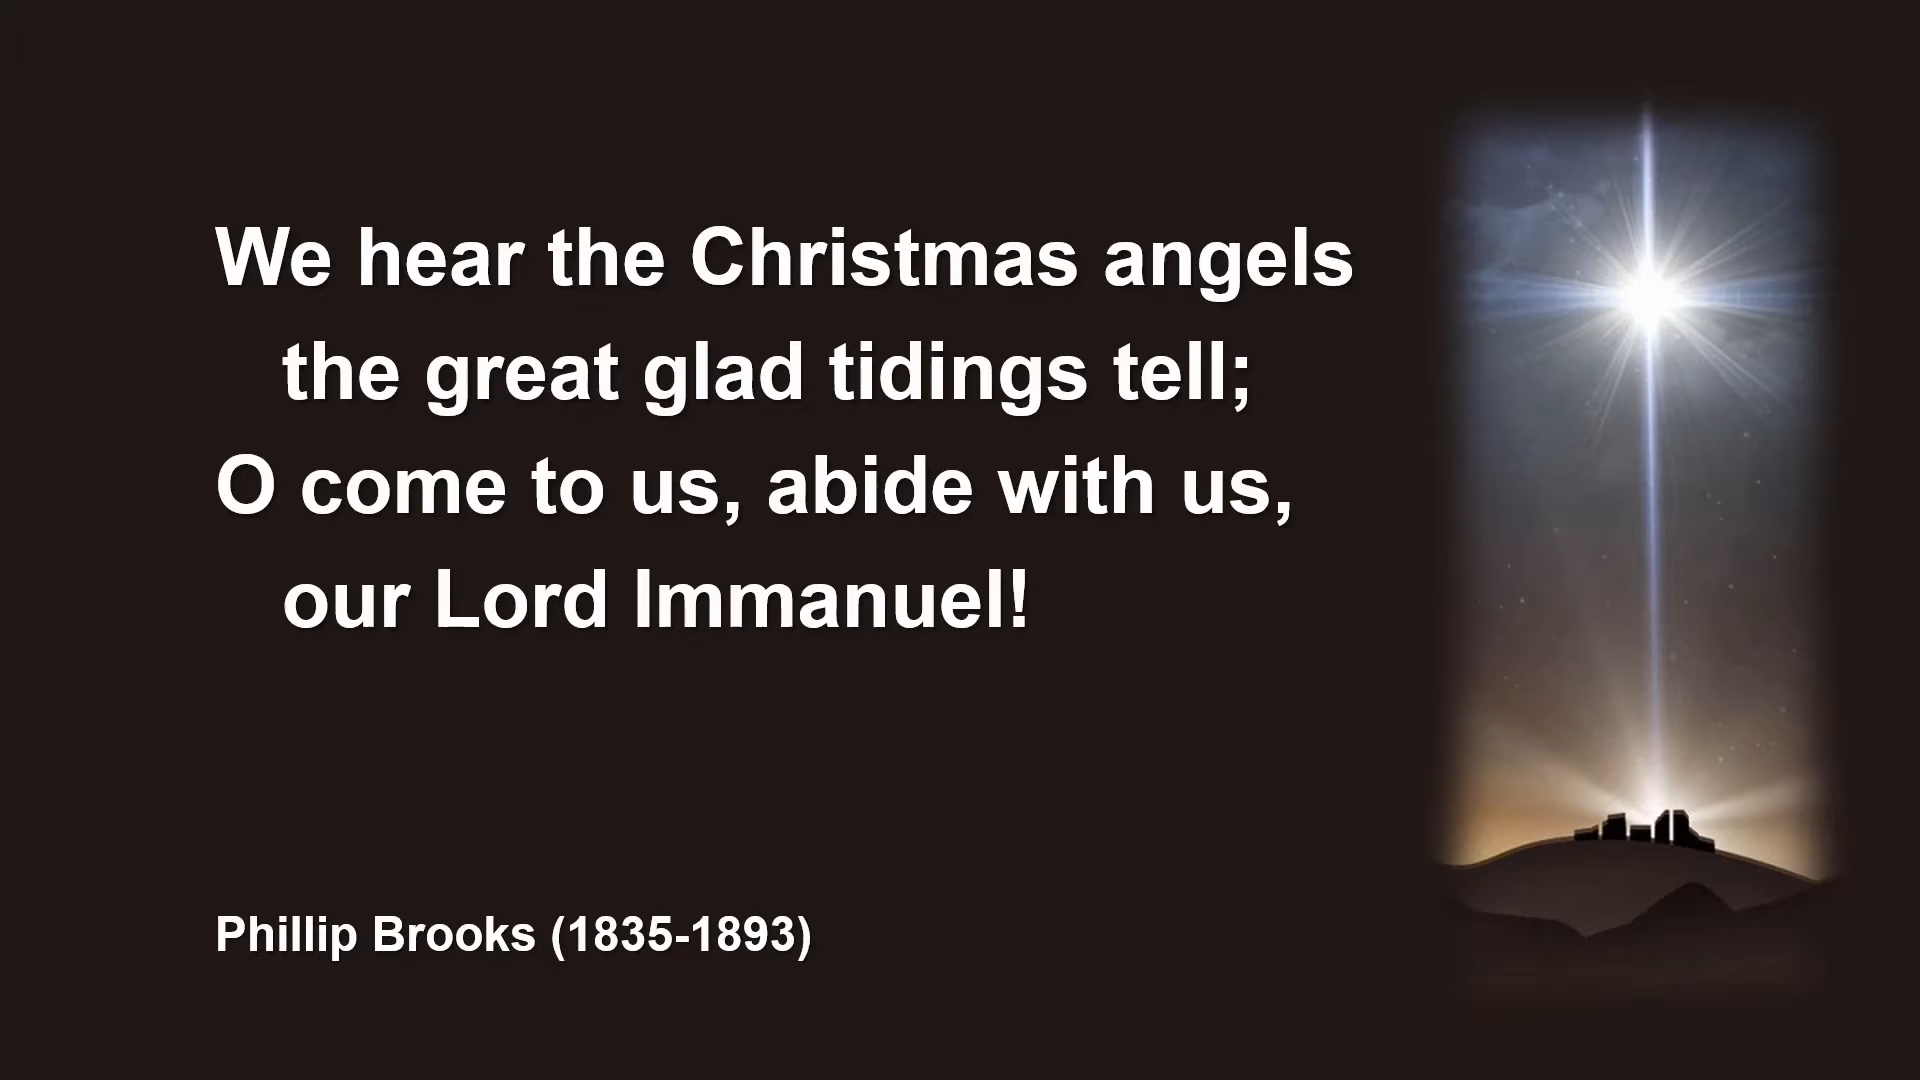 We hear the Christmas angels
the great glad tidings tell;
O come to us, abide with us,
our Lord Immanuel!
Phillip Brooks (1835-1893)